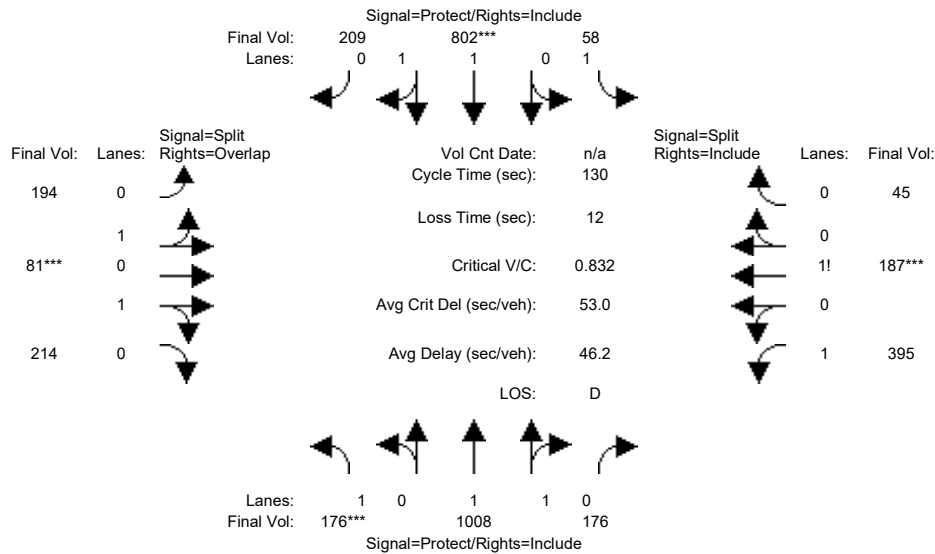 Signal=Protect/Rights=Include
Final Vol: 209 802*** 58
Lanes: 0 1 1 0 1
Signal=Split
Rights=Overlap
Final Vol: Lanes:
Vol Cnt Date: n/a
Cycle Time (sec): 130
Signal=Split
Rights=Include
Lanes: Final Vol:
194 0
0 45
Loss Time (sec): 12
1
0
81*** 0
Critical V/C: 0.832
1! 187***
1
Avg Crit Del (sec/veh): 53.0
0
214 0
Avg Delay (sec/veh): 46.2
1 395
LOS: D
Lanes: 1 0 1 1 0
Final Vol: 176*** 1008 176
Signal=Protect/Rights=Include